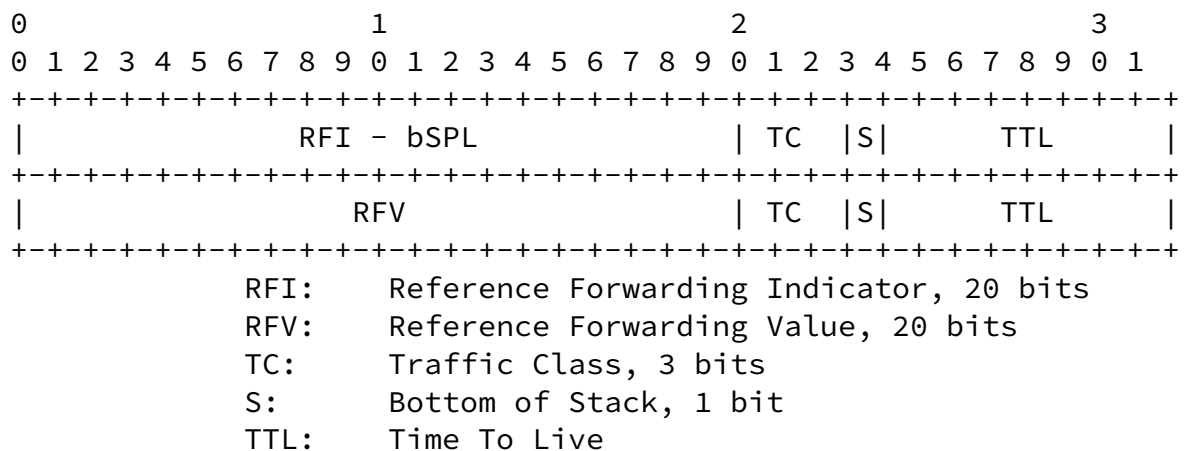 0                   1                   2                   3
0 1 2 3 4 5 6 7 8 9 0 1 2 3 4 5 6 7 8 9 0 1 2 3 4 5 6 7 8 9 0 1
+-+-+-+-+-+-+-+-+-+-+-+-+-+-+-+-+-+-+-+-+-+-+-+-+-+-+-+-+-+-+-+-+
|               RFI - bSPL              | TC  |S|      TTL      |
+-+-+-+-+-+-+-+-+-+-+-+-+-+-+-+-+-+-+-+-+-+-+-+-+-+-+-+-+-+-+-+-+
|                  RFV                  | TC  |S|      TTL      |
+-+-+-+-+-+-+-+-+-+-+-+-+-+-+-+-+-+-+-+-+-+-+-+-+-+-+-+-+-+-+-+-+
             RFI:    Reference Forwarding Indicator, 20 bits
             RFV:    Reference Forwarding Value, 20 bits
             TC:     Traffic Class, 3 bits
             S:      Bottom of Stack, 1 bit
             TTL:    Time To Live